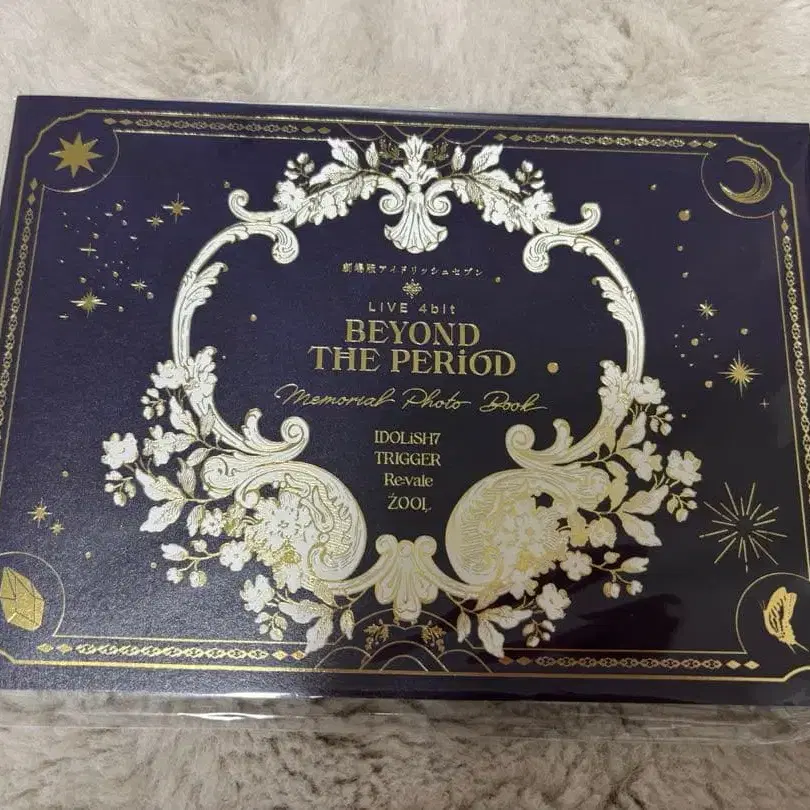 劇場版アイドリッシュセブン
LIVE 4bit
BEYOND
THE PERiOD
Memorial Photo Book
IDOLiSH7
TRIGGER
Re:vale
ŹOOĻ